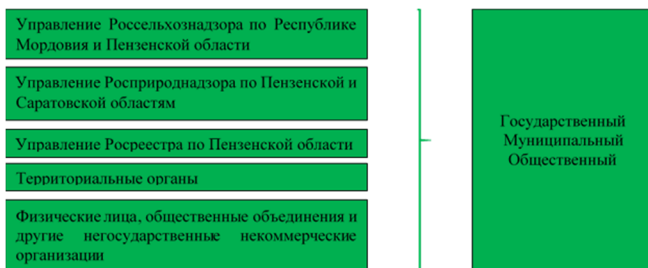 Управление Россельхознадзора по Республике
Мордовия и Пензенской области
Управление Росприроднадзора по Пензенской и
Саратовской областям
Управление Росреестра по Пензенской области
Территориальные органы
Физические лица, общественные объединения и
другие негосударственные некоммерческие
организации
Государственный
Муниципальный
Общественный